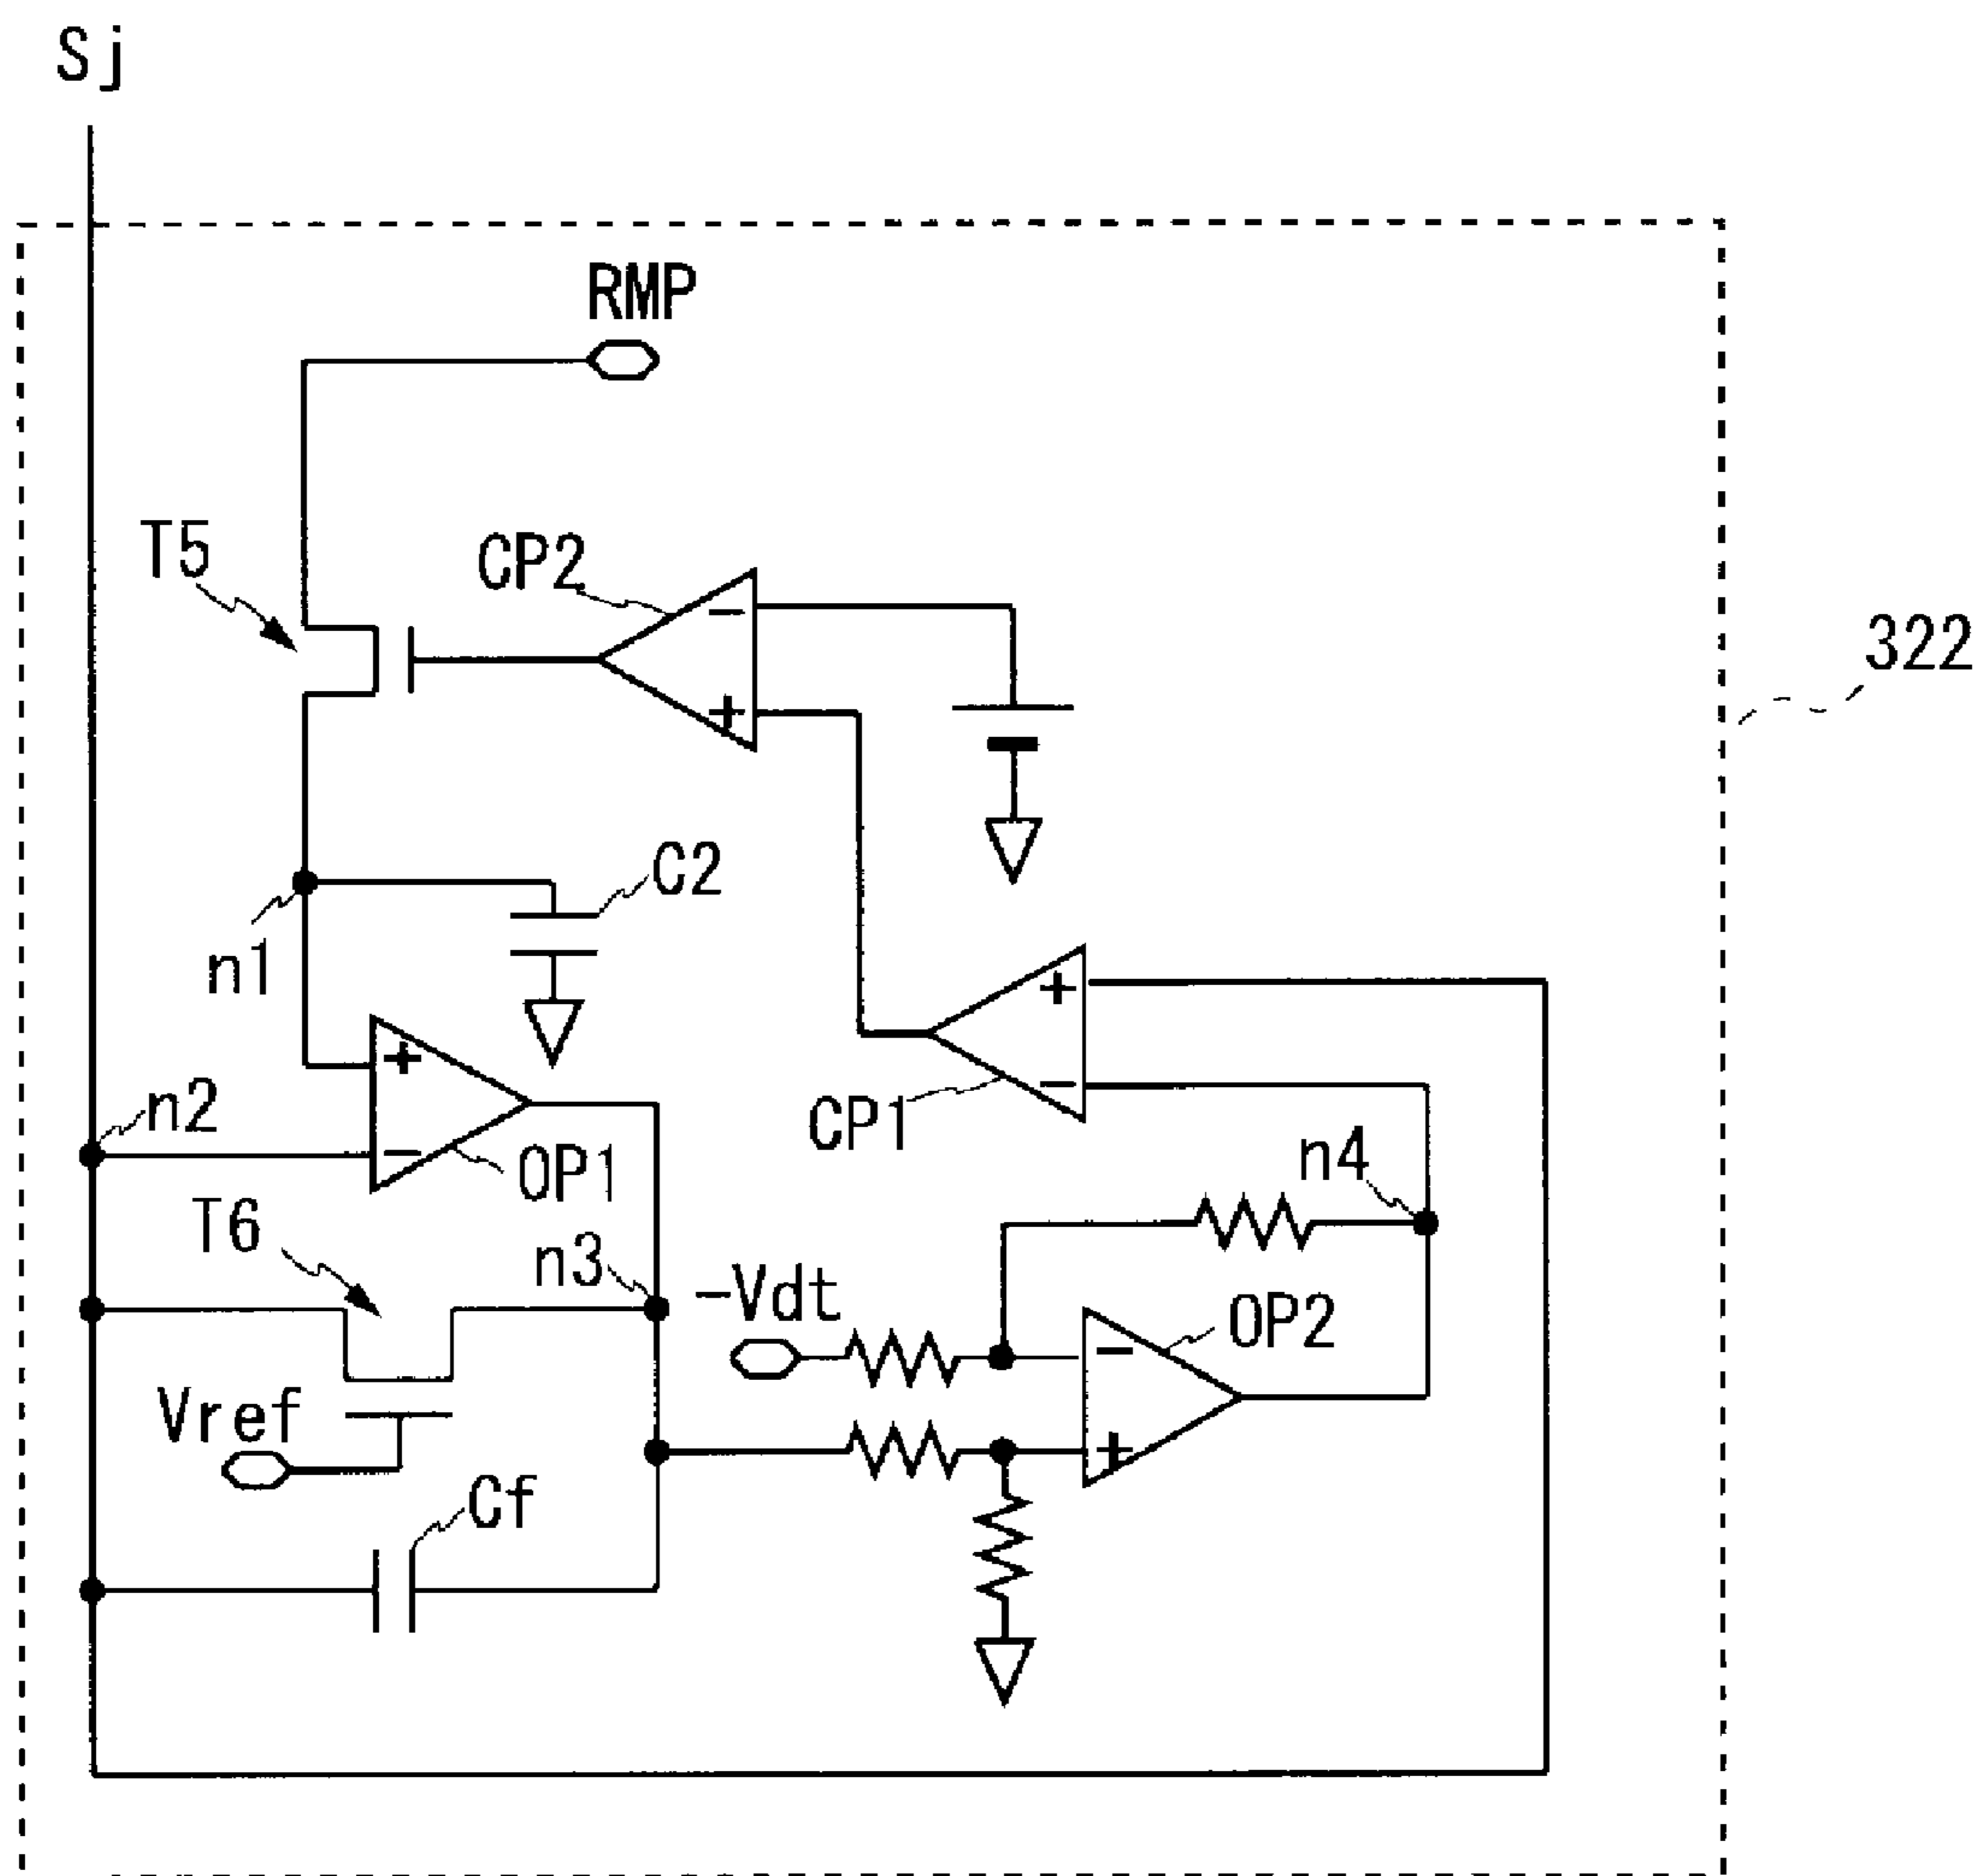 Sj
RMP
T5
CP2
−
+
322
C2
n1
+
−
CP1
+
−
n2
OP1
n4
T6
n3
−Vdt
OP2
−
+
Vref
Cf